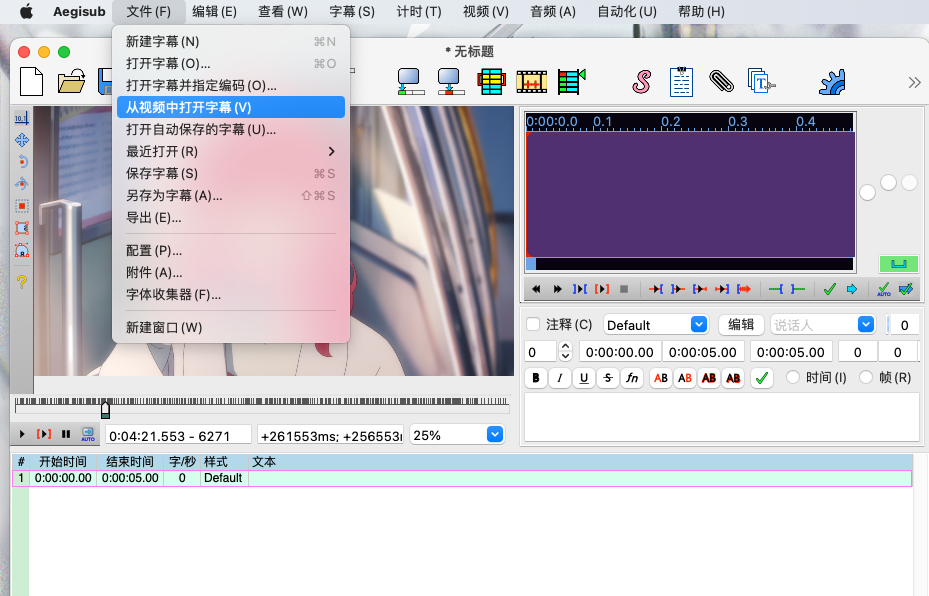 Aegisub 文件(F) 编辑(E) 查看(W) 字幕(S) 计时(T) 视频(V) 音频(A) 自动化(U) 帮助(H)
* 无标题
新建字幕(N) ⌘N
打开字幕(O)... ⌘O
打开字幕并指定编码(O)...
从视频中打开字幕(V)
打开自动保存的字幕(U)...
最近打开(R)
保存字幕(S) ⌘S
另存为字幕(A)... ⇧⌘S
导出(E)...
配置(P)...
附件(A)...
字体收集器(F)...
新建窗口(W)
0:00:0.0 0.1 0.2 0.3 0.4
注释(C) Default 编辑 说话人 0
0 0:00:00.00 0:00:05.00 0:00:05.00 0 0
B I U S fn AB AB AB AB 时间(I) 帧(R)
AUTO 0:04:21.553 - 6271 +261553ms; +256553 25%
# 开始时间 结束时间 字/秒 样式 文本
1 0:00:00.00 0:00:05.00 0 Default